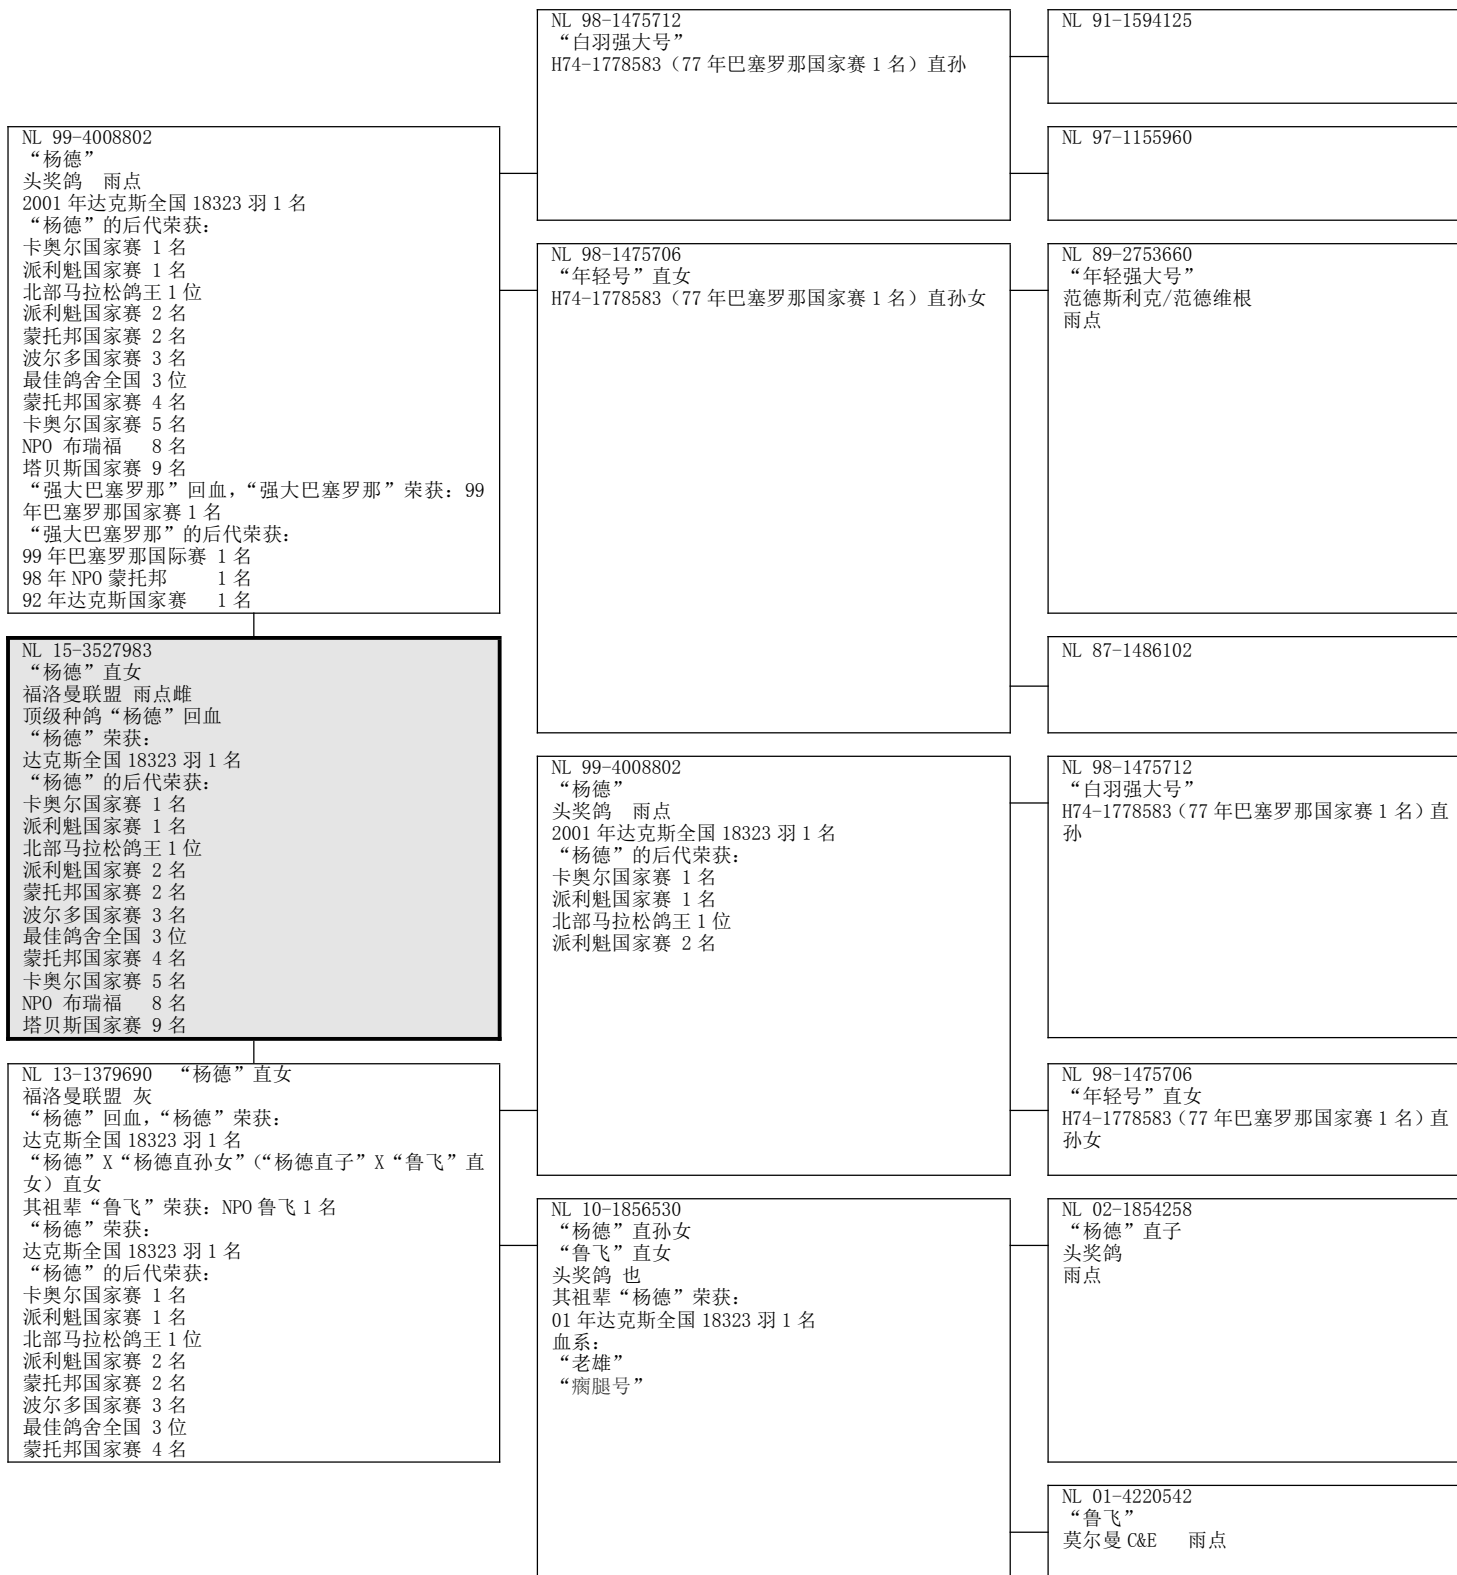 NL 98-1475712
“白羽强大号”
H74-1778583（77 年巴塞罗那国家赛 1 名）直孙
NL 91-1594125
NL 97-1155960
NL 99-4008802
“杨德”
头奖鸽 雨点
2001 年达克斯全国 18323 羽 1 名
“杨德”的后代荣获：
卡奥尔国家赛 1 名
派利魁国家赛 1 名
北部马拉松鸽王 1 位
派利魁国家赛 2 名
蒙托邦国家赛 2 名
波尔多国家赛 3 名
最佳鸽舍全国 3 位
蒙托邦国家赛 4 名
卡奥尔国家赛 5 名
NPO 布瑞福 8 名
塔贝斯国家赛 9 名
“强大巴塞罗那”回血，“强大巴塞罗那”荣获：99
年巴塞罗那国家赛 1 名
“强大巴塞罗那”的后代荣获：
99 年巴塞罗那国际赛 1 名
98 年 NPO 蒙托邦 1 名
92 年达克斯国家赛 1 名
NL 98-1475706
“年轻号”直女
H74-1778583（77 年巴塞罗那国家赛 1 名）直孙女
NL 89-2753660
“年轻强大号”
范德斯利克/范德维根
雨点
NL 87-1486102
NL 15-3527983
“杨德”直女
福洛曼联盟 雨点雌
顶级种鸽“杨德”回血
“杨德”荣获：
达克斯全国 18323 羽 1 名
“杨德”的后代荣获：
卡奥尔国家赛 1 名
派利魁国家赛 1 名
北部马拉松鸽王 1 位
派利魁国家赛 2 名
蒙托邦国家赛 2 名
波尔多国家赛 3 名
最佳鸽舍全国 3 位
蒙托邦国家赛 4 名
卡奥尔国家赛 5 名
NPO 布瑞福 8 名
塔贝斯国家赛 9 名
NL 99-4008802
“杨德”
头奖鸽 雨点
2001 年达克斯全国 18323 羽 1 名
“杨德”的后代荣获：
卡奥尔国家赛 1 名
派利魁国家赛 1 名
北部马拉松鸽王 1 位
派利魁国家赛 2 名
NL 98-1475712
“白羽强大号”
H74-1778583（77 年巴塞罗那国家赛 1 名）直
孙
NL 98-1475706
“年轻号”直女
H74-1778583（77 年巴塞罗那国家赛 1 名）直
孙女
NL 13-1379690 “杨德”直女
福洛曼联盟 灰
“杨德”回血，“杨德”荣获：
达克斯全国 18323 羽 1 名
“杨德”X“杨德直孙女”（“杨德直子”X“鲁飞”直
女）直女
其祖辈“鲁飞”荣获：NPO 鲁飞 1 名
“杨德”荣获：
达克斯全国 18323 羽 1 名
“杨德”的后代荣获：
卡奥尔国家赛 1 名
派利魁国家赛 1 名
北部马拉松鸽王 1 位
派利魁国家赛 2 名
蒙托邦国家赛 2 名
波尔多国家赛 3 名
最佳鸽舍全国 3 位
蒙托邦国家赛 4 名
NL 10-1856530
“杨德”直孙女
“鲁飞”直女
头奖鸽 也
其祖辈“杨德”荣获：
01 年达克斯全国 18323 羽 1 名
血系：
“老雄”
“瘸腿号”
NL 02-1854258
“杨德”直子
头奖鸽
雨点
NL 01-4220542
“鲁飞”
莫尔曼 C&E 雨点